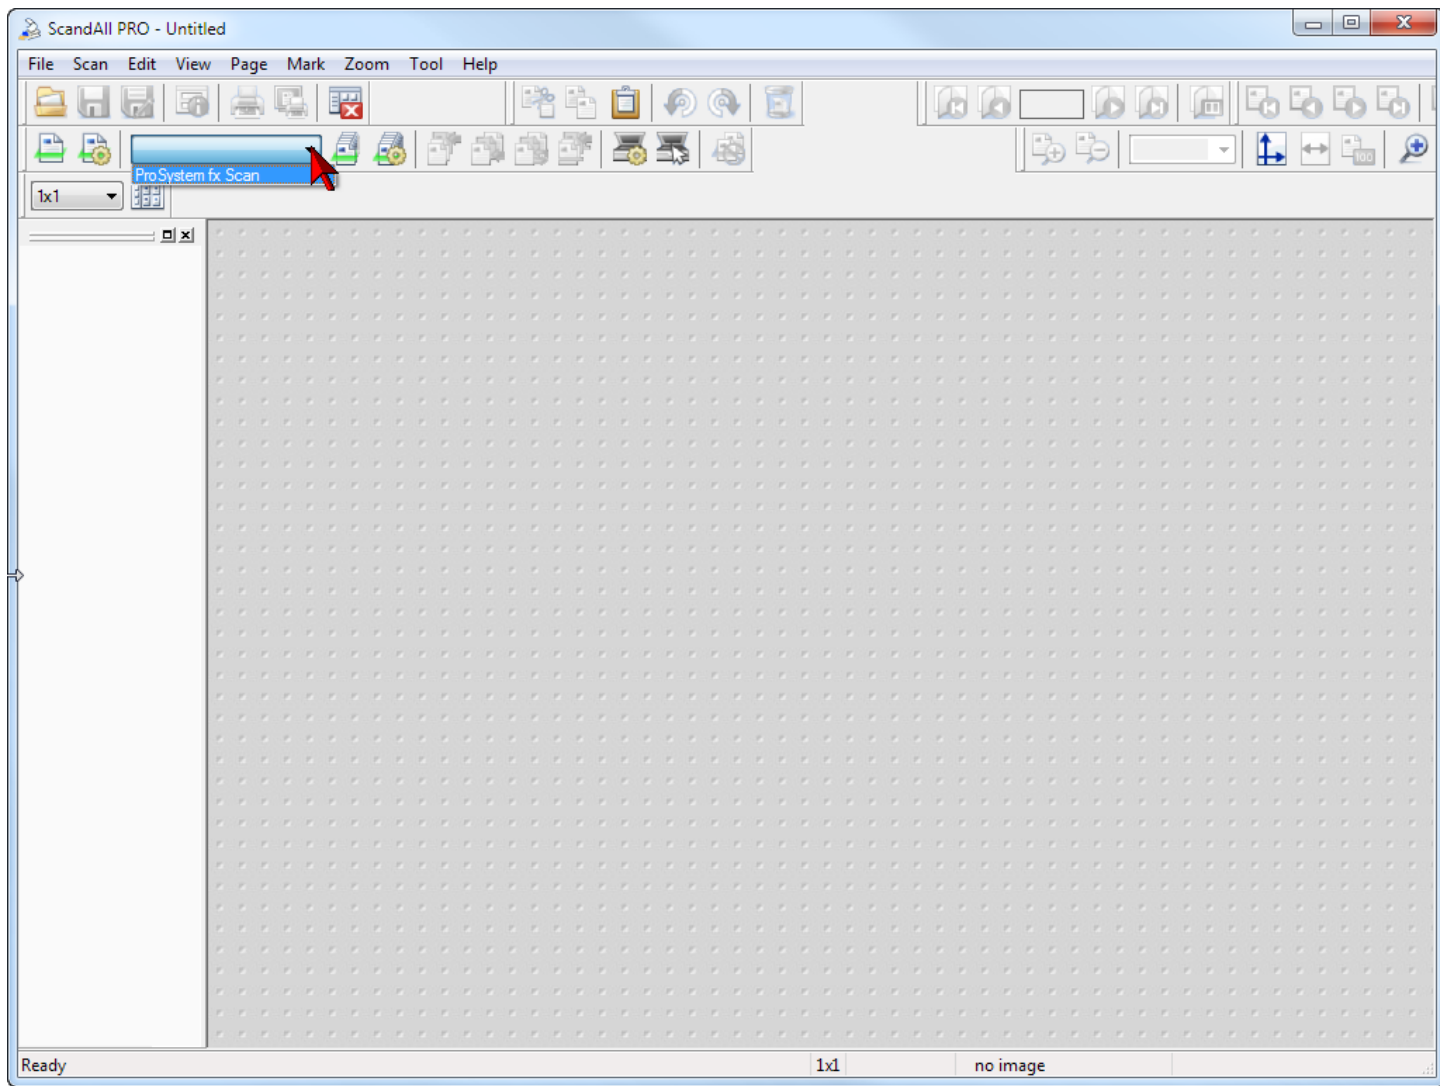 ScandAll PRO - Untitled
File Scan Edit View Page Mark Zoom Tool Help
ProSystem fx Scan
100
1x1
Ready 1x1 no image